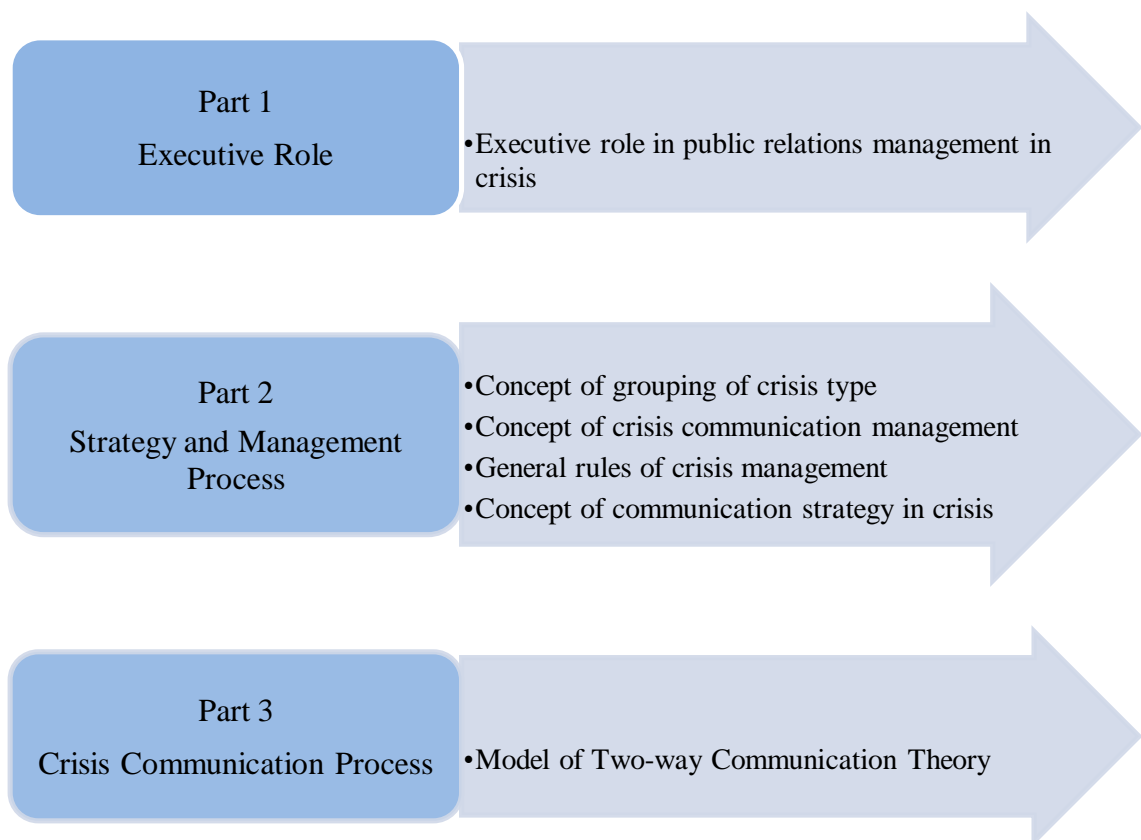 Part 1
Executive Role
•Executive role in public relations management in
crisis
Part 2
Strategy and Management
Process
•Concept of grouping of crisis type
•Concept of crisis communication management
•General rules of crisis management
•Concept of communication strategy in crisis
Part 3
Crisis Communication Process
•Model of Two-way Communication Theory